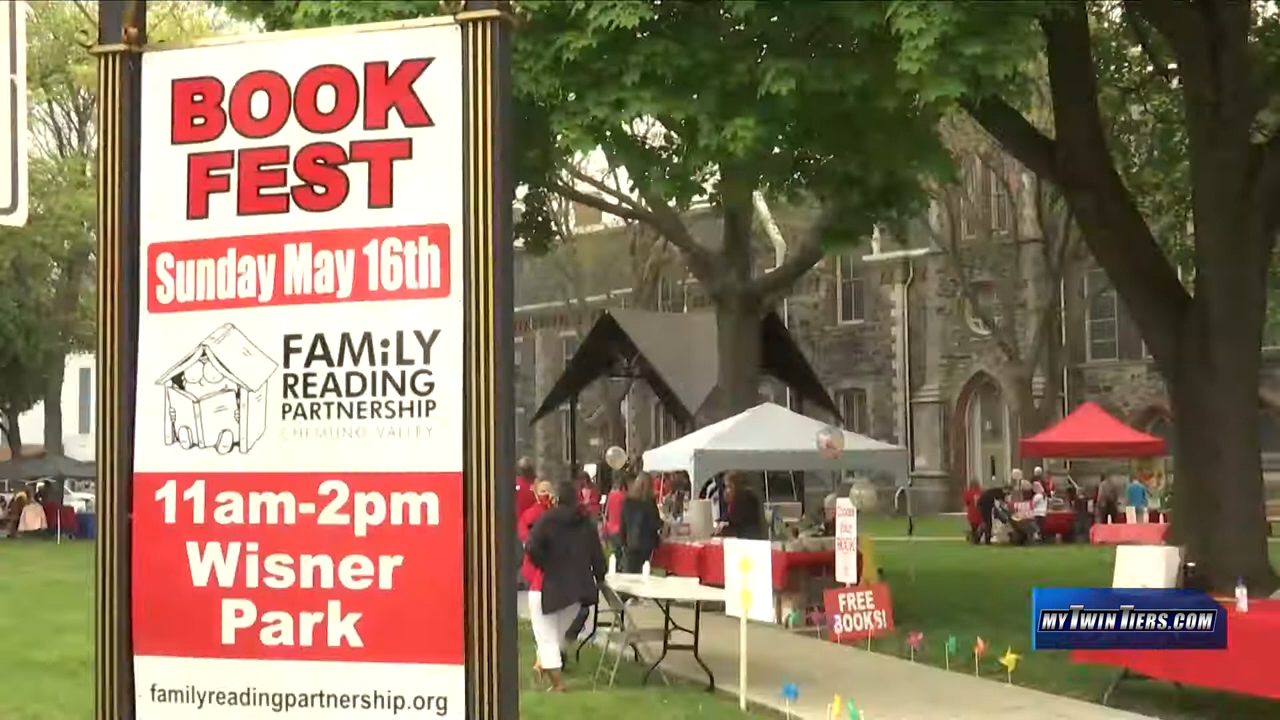 BOOK
FEST
Sunday May 16th
FAMiLY
READING
PARTNERSHIP
CHEMUNG VALLEY
11am-2pm
Wisner
Park
familyreadingpartnership.org
FREE
BOOKS!
MYTWINTIERS.COM